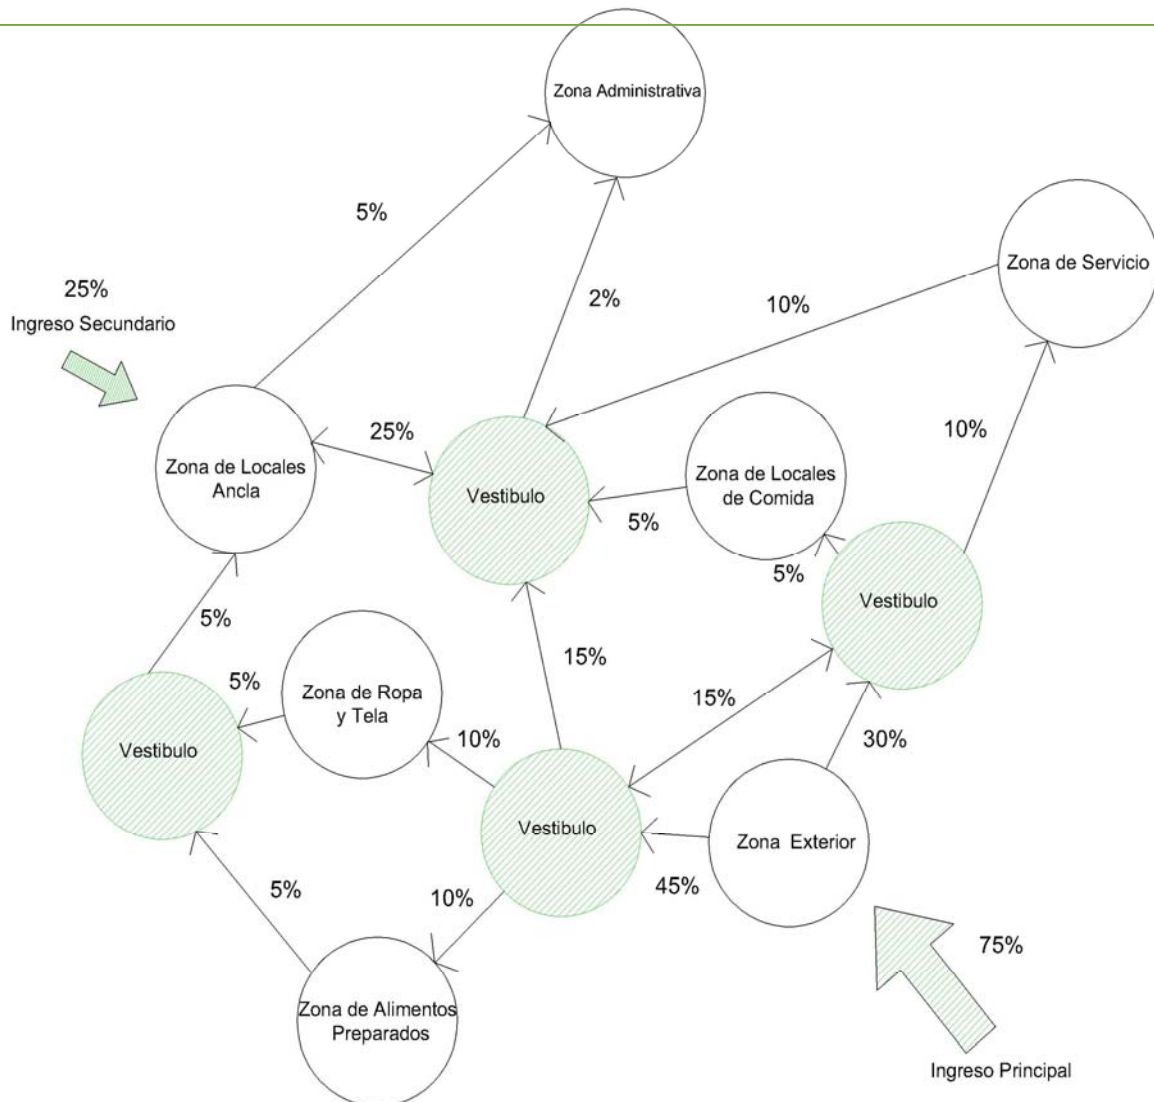 Zona Administrativa
5%
Zona de Servicio
25%
Ingreso Secundario
2%
10%
25%
10%
Zona de Locales
Ancla
Vestibulo
Zona de Locales
de Comida
5%
5%
Vestibulo
5%
15%
5%
Zona de Ropa
y Tela
15%
10%
30%
Vestibulo
Vestibulo
Zona Exterior
45%
5%
10%
75%
Zona de Alimentos
Preparados
Ingreso Principal